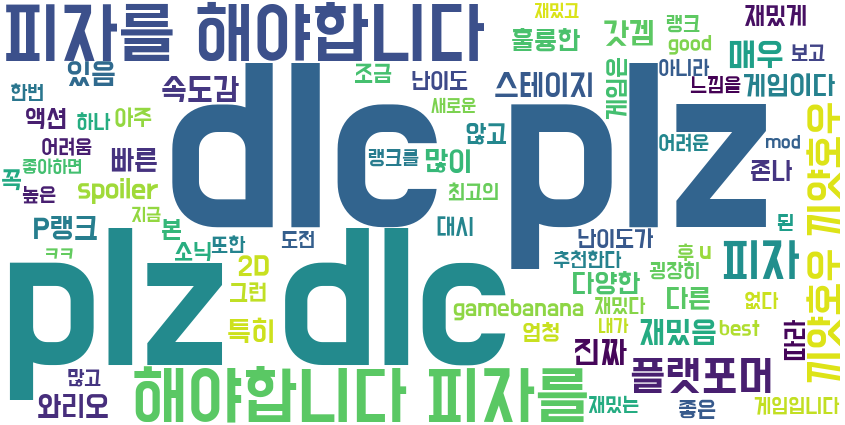 피자를 해야합니다
재밌고
랭크
재밌게
훌륭한
갓겜
good
매우
보고
있음
속도감
조금
난이도
스테이지
게임은
아니라
느낌을
게임이다
한번
액션
하나
아주
새로운
dlc plz
않고
어려운
mod
끼얏호우 끼얏호우
어려움
좋아하면
빠른
랭크를
많이
존나
꼭
높은
spoiler
최고의
지금
P랭크
본
대시
된
소닉
또한
도전
난이도가
ㅋㅋ
2D
추천한다
후
u
피자
plz dlc
굉장히
그런
다양한
gamebanana
재밌다
다른
없다
특히
엄청
내가
재밌음
best
진짜
많고
플랫포머
와리오
해야합니다 피자를
재밌는
좋은
게임입니다